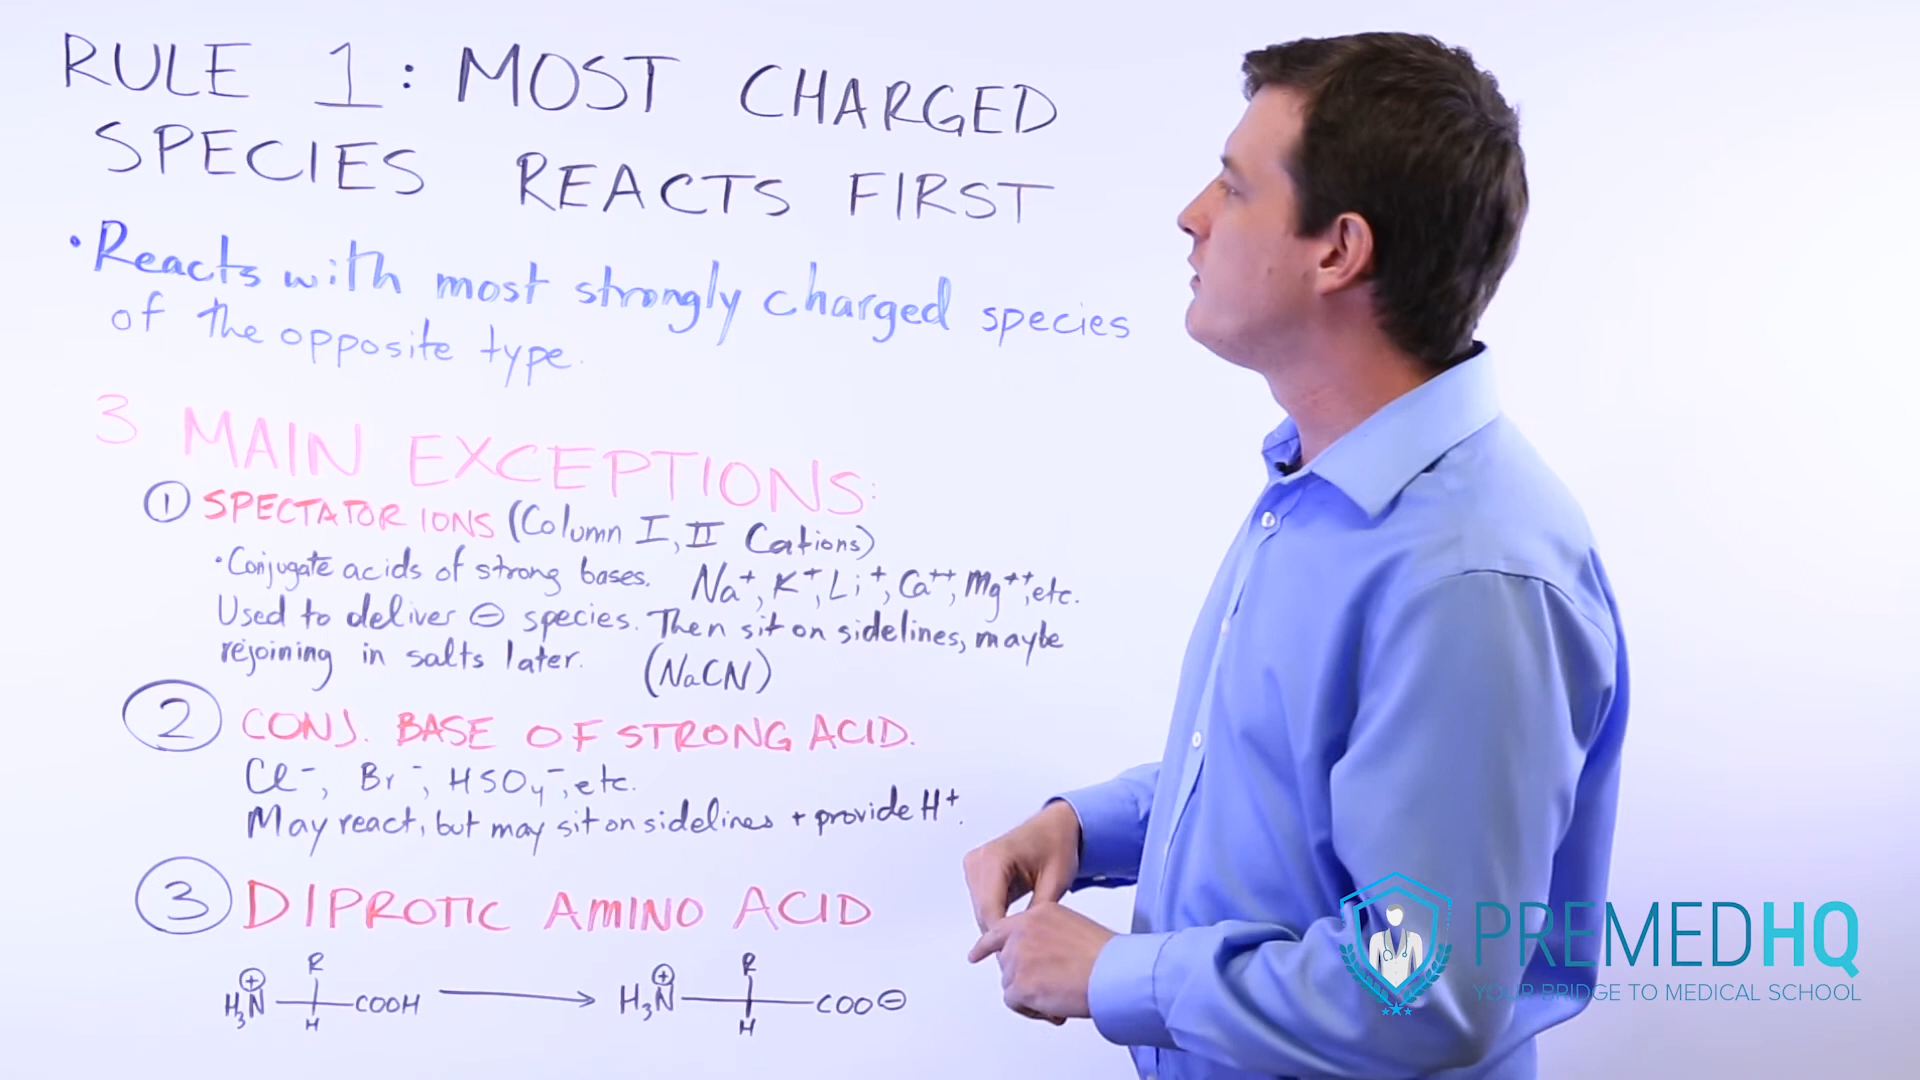 RULE 1: MOST CHARGED
SPECIES REACTS FIRST
• Reacts with most strongly charged species
of the opposite type.
3 MAIN EXCEPTIONS:
① SPECTATOR IONS (Column I, II Cations)
• Conjugate acids of strong bases. Na⁺, K⁺, Li⁺, Ca⁺⁺, Mg⁺⁺, etc.
Used to deliver ⊖ species. Then sit on sidelines, maybe
rejoining in salts later. (NaCN)
② CONJ. BASE OF STRONG ACID.
Cl⁻, Br⁻, HSO₄⁻, etc.
May react, but may sit on sidelines + provide H⁺.
③ DIPROTIC AMINO ACID
R R
⊕ ⊕
H₃N COOH → H₃N COO⊖
H H
PREMEDHQ
YOUR BRIDGE TO MEDICAL SCHOOL